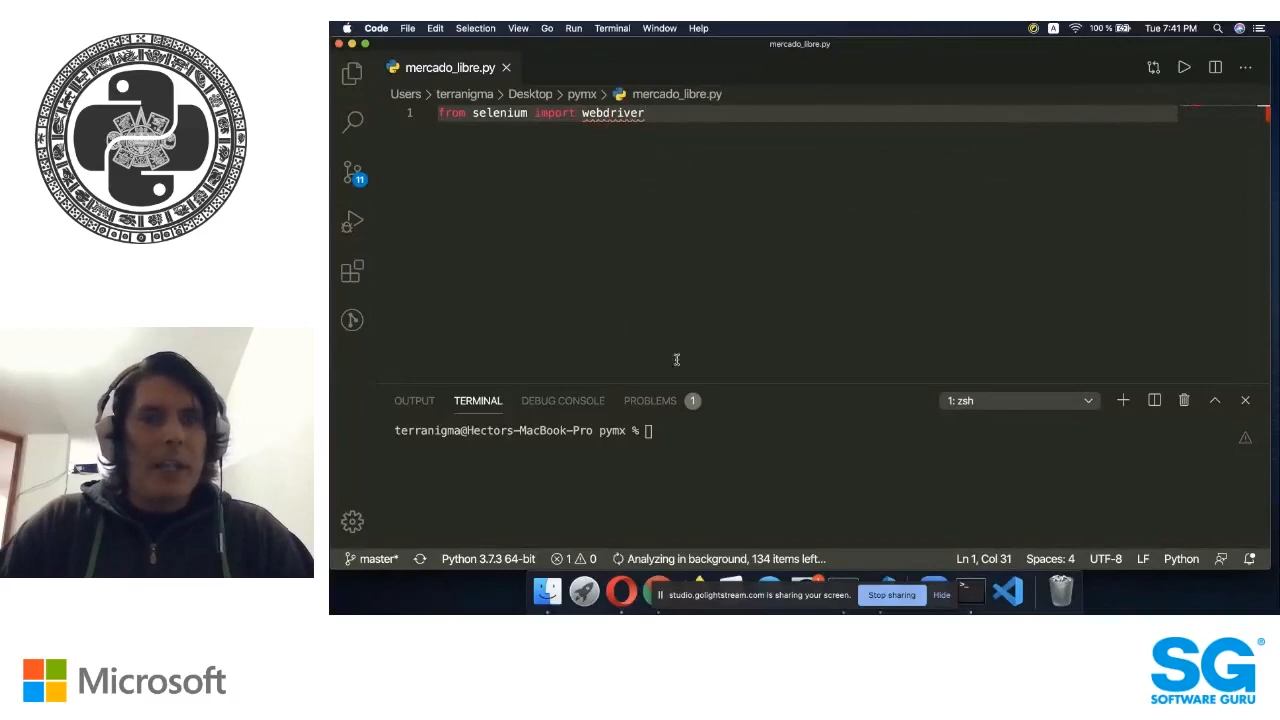 Code File Edit Selection View Go Run Terminal Window Help
A 100 % Tue 7:41 PM
mercado_libre.py
mercado_libre.py
Users > terranigma > Desktop > pymx > mercado_libre.py
1 from selenium import webdriver
11
OUTPUT TERMINAL DEBUG CONSOLE PROBLEMS 1
1: zsh
terranigma@Hectors-MacBook-Pro pymx %
master* Python 3.7.3 64-bit 1 0 Analyzing in background, 134 items left... Ln 1, Col 31 Spaces: 4 UTF-8 LF Python
studio.golightstream.com is sharing your screen. Stop sharing Hide
Microsoft
SG®
SOFTWARE GURU